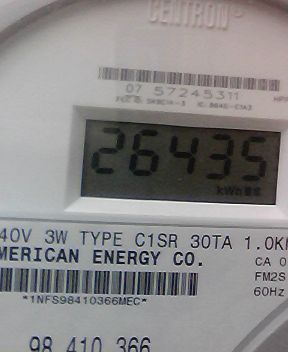 CENTRON®
07 57245311
26435
kWh
40V 3W TYPE C1SR 30TA 1.0K
MERICAN ENERGY CO.
CA 0
FM2S
*1NFS98410366MEC*
60Hz
98 410 366